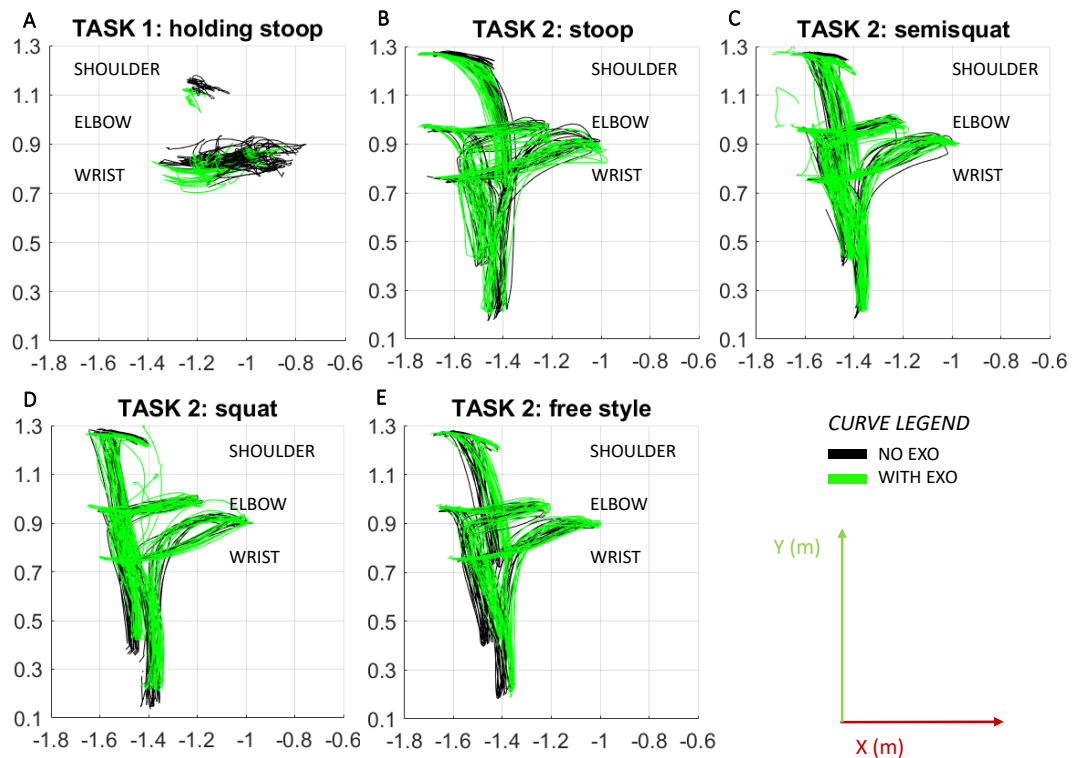 A
TASK 1: holding stoop
1.3
1.1
0.9
0.7
0.5
0.3
0.1
SHOULDER
ELBOW
WRIST
-1.8 -1.6 -1.4 -1.2 -1 -0.8 -0.6
B
TASK 2: stoop
1.3
1.1
0.9
0.7
0.5
0.3
0.1
SHOULDER
ELBOW
WRIST
-1.8 -1.6 -1.4 -1.2 -1 -0.8 -0.6
C
TASK 2: semisquat
1.3
1.1
0.9
0.7
0.5
0.3
0.1
SHOULDER
ELBOW
WRIST
-1.8 -1.6 -1.4 -1.2 -1 -0.8 -0.6
D
TASK 2: squat
1.3
1.1
0.9
0.7
0.5
0.3
0.1
SHOULDER
ELBOW
WRIST
-1.8 -1.6 -1.4 -1.2 -1 -0.8 -0.6
E
TASK 2: free style
1.3
1.1
0.9
0.7
0.5
0.3
0.1
SHOULDER
ELBOW
WRIST
-1.8 -1.6 -1.4 -1.2 -1 -0.8 -0.6
CURVE LEGEND
NO EXO
WITH EXO
Y (m)
X (m)